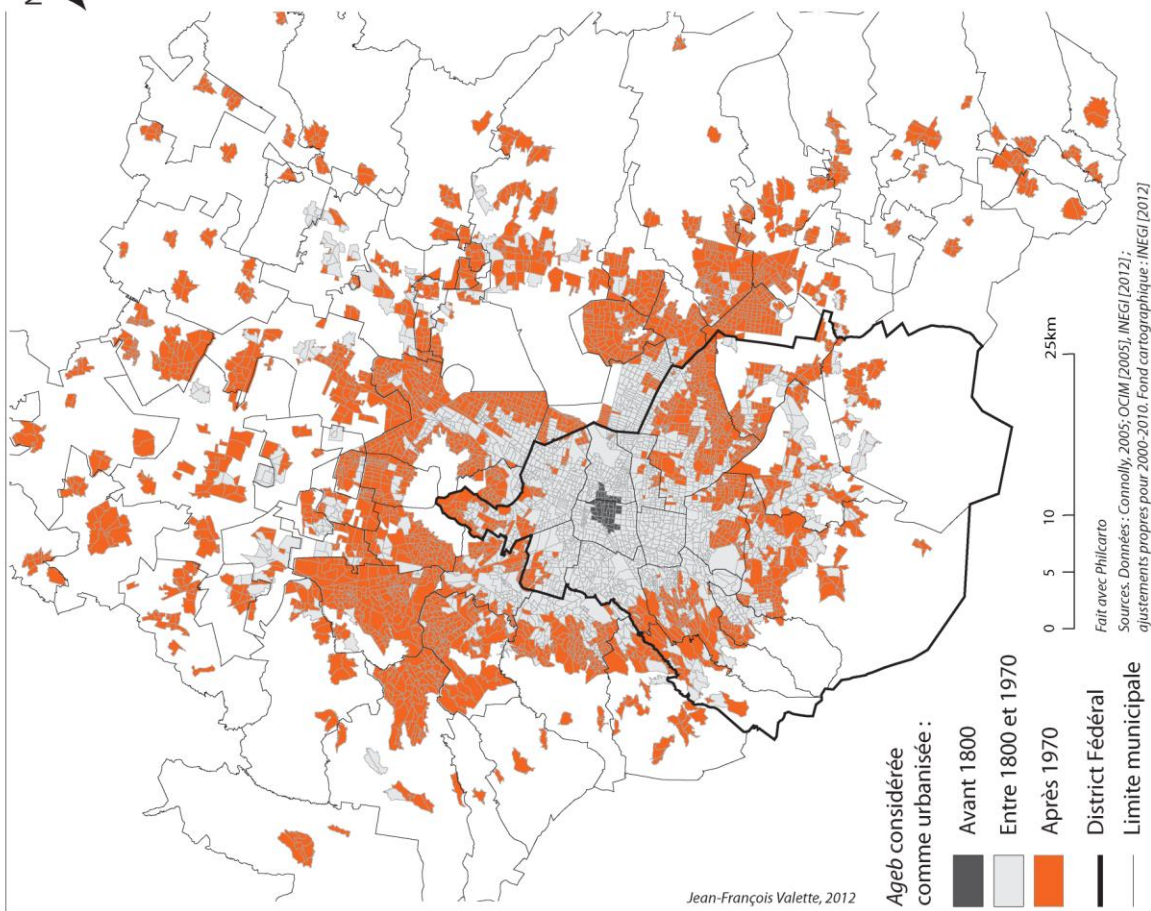 N
Jean-François Valette, 2012
Ageb considérée
comme urbanisée :
Avant 1800
Entre 1800 et 1970
Après 1970
District Fédéral
Limite municipale
0 5 10 25km
Fait avec Philcarto
Sources. Données : Connolly, 2005; OCIM [2005], INEGI [2012] ;
ajustements propres pour 2000-2010. Fond cartographique : INEGI [2012]